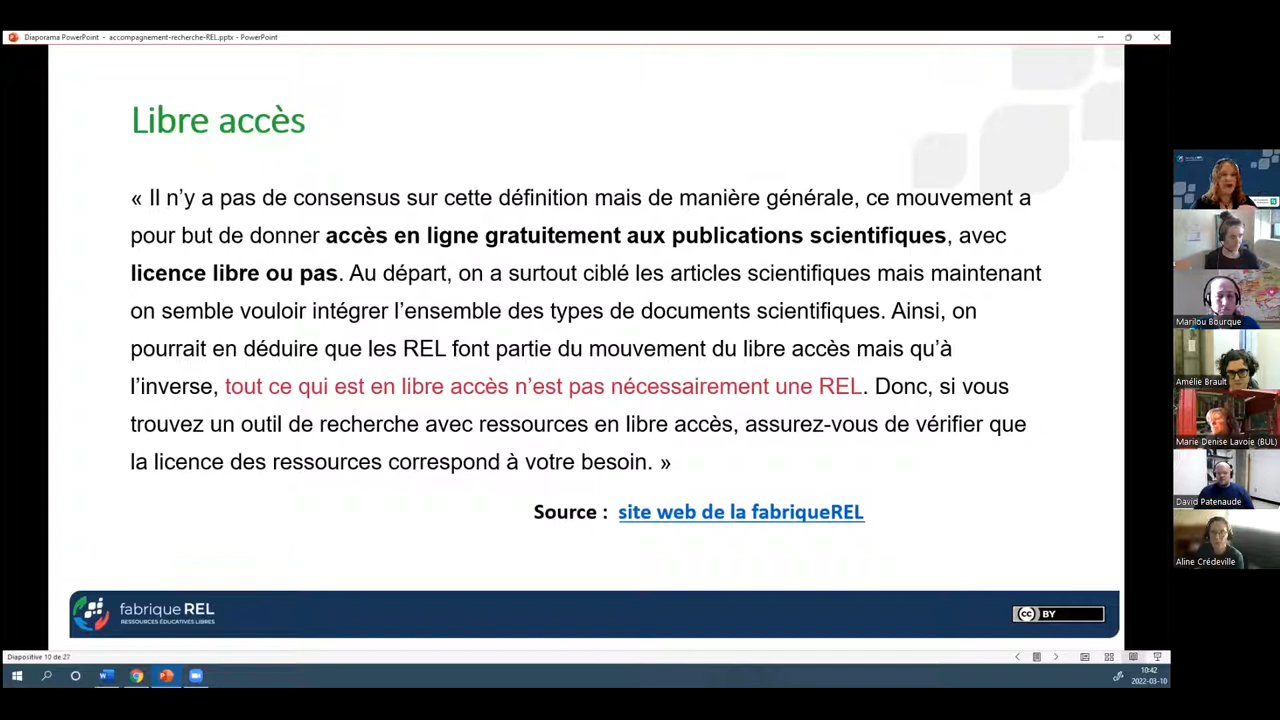 Diaporama PowerPoint - accompagnement-recherche-REL.pptx - PowerPoint
Libre accès
« Il n’y a pas de consensus sur cette définition mais de manière générale, ce mouvement a
pour but de donner accès en ligne gratuitement aux publications scientifiques, avec
licence libre ou pas. Au départ, on a surtout ciblé les articles scientifiques mais maintenant
on semble vouloir intégrer l’ensemble des types de documents scientifiques. Ainsi, on
pourrait en déduire que les REL font partie du mouvement du libre accès mais qu’à
l’inverse, tout ce qui est en libre accès n’est pas nécessairement une REL. Donc, si vous
trouvez un outil de recherche avec ressources en libre accès, assurez-vous de vérifier que
la licence des ressources correspond à votre besoin. »
Source : site web de la fabriqueREL
fabrique REL
RESSOURCES ÉDUCATIVES LIBRES
cc BY
Diapositive 10 de 27
10:42
2022-03-10
Marilou Bourque
Amélie Brault
Marie Denise Lavoie (BUL)
David Patenaude
Aline Crédeville